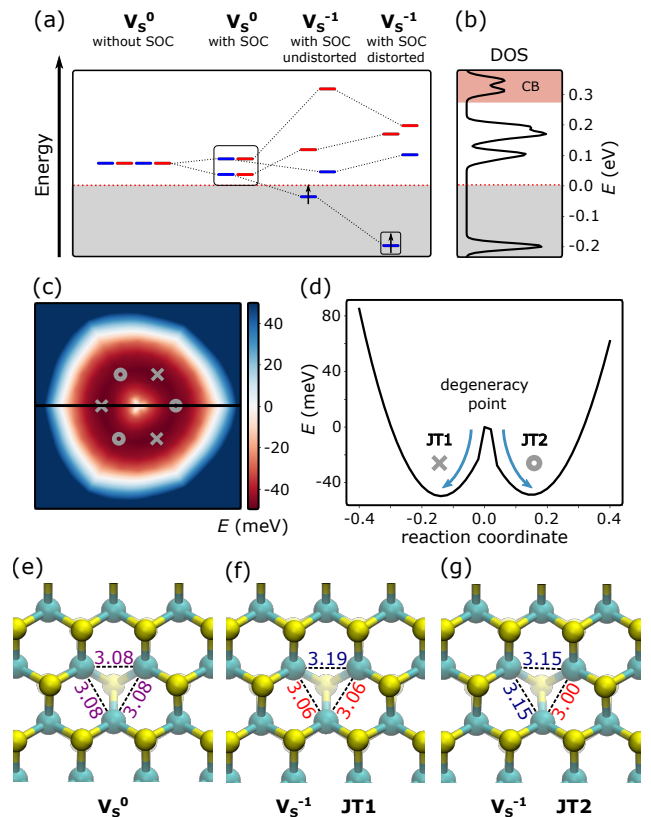 (a)
V_S^0
without SOC
V_S^0
with SOC
V_S^-1
with SOC
undistorted
V_S^-1
with SOC
distorted
Energy
(b)
DOS
CB
0.3
0.2
0.1
0.0
-0.1
-0.2
E (eV)
(c)
40
20
0
-20
-40
E (meV)
(d)
80
40
0
-40
E (meV)
degeneracy
point
JT1
JT2
-0.4
-0.2
0.0
0.2
0.4
reaction coordinate
(e)
3.08
3.08
3.08
V_S^0
(f)
3.19
3.06
3.06
V_S^-1 JT1
(g)
3.15
3.15
3.00
V_S^-1 JT2